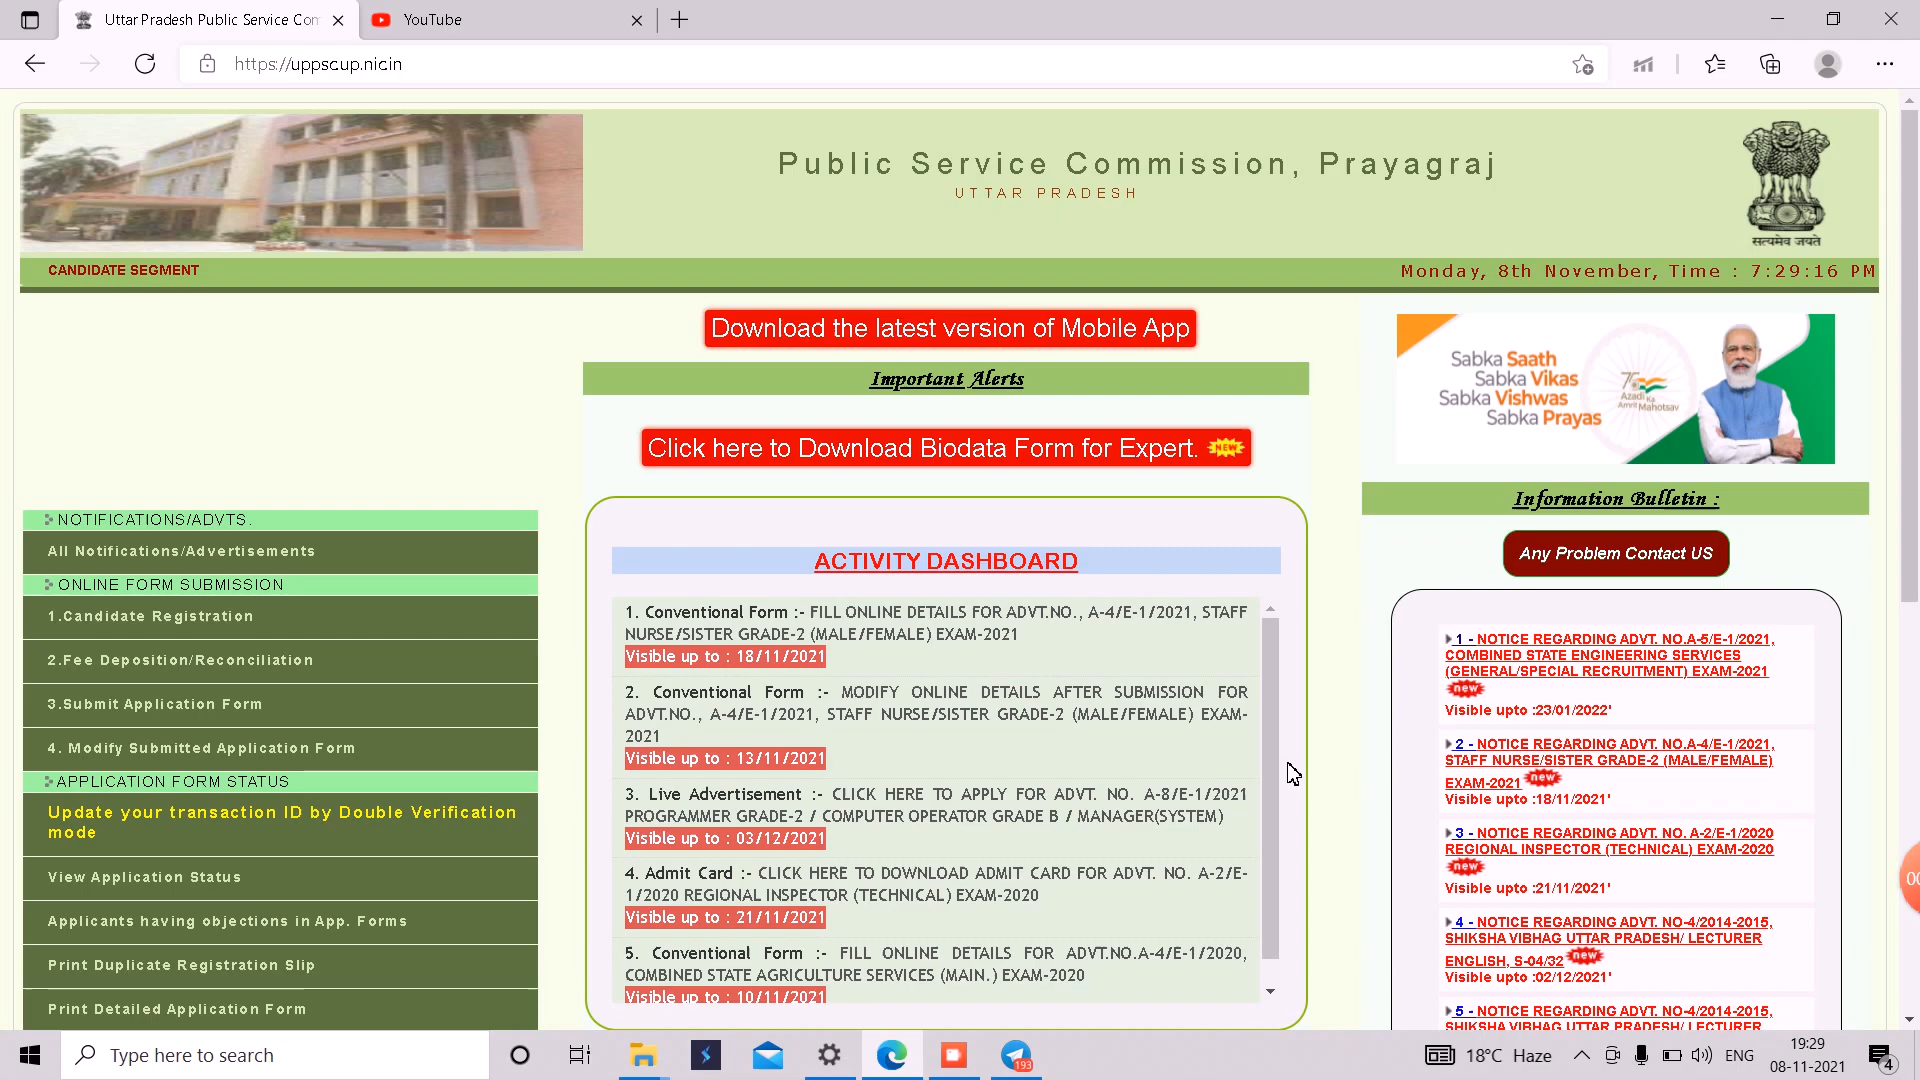 Uttar Pradesh Public Service Com
YouTube
https://uppsc.up.nic.in
Public Service Commission, Prayagraj
UTTAR PRADESH
सत्यमेव जयते
CANDIDATE SEGMENT
Monday, 8th November, Time : 7:29:16 PM
Download the latest version of Mobile App
Important Alerts
Click here to Download Biodata Form for Expert. NEW
NOTIFICATIONS/ADVTS.
All Notifications/Advertisements
ONLINE FORM SUBMISSION
1.Candidate Registration
2.Fee Deposition/Reconciliation
3.Submit Application Form
4. Modify Submitted Application Form
APPLICATION FORM STATUS
Update your transaction ID by Double Verification
mode
View Application Status
Applicants having objections in App. Forms
Print Duplicate Registration Slip
Print Detailed Application Form
ACTIVITY DASHBOARD
1. Conventional Form :- FILL ONLINE DETAILS FOR ADVT.NO., A-4/E-1/2021, STAFF
NURSE/SISTER GRADE-2 (MALE/FEMALE) EXAM-2021
Visible up to : 18/11/2021
2. Conventional Form :- MODIFY ONLINE DETAILS AFTER SUBMISSION FOR
ADVT.NO., A-4/E-1/2021, STAFF NURSE/SISTER GRADE-2 (MALE/FEMALE) EXAM-
2021
Visible up to : 13/11/2021
3. Live Advertisement :- CLICK HERE TO APPLY FOR ADVT. NO. A-8/E-1/2021
PROGRAMMER GRADE-2 / COMPUTER OPERATOR GRADE B / MANAGER(SYSTEM)
Visible up to : 03/12/2021
4. Admit Card :- CLICK HERE TO DOWNLOAD ADMIT CARD FOR ADVT. NO. A-2/E-
1/2020 REGIONAL INSPECTOR (TECHNICAL) EXAM-2020
Visible up to : 21/11/2021
5. Conventional Form :- FILL ONLINE DETAILS FOR ADVT.NO.A-4/E-1/2020,
COMBINED STATE AGRICULTURE SERVICES (MAIN.) EXAM-2020
Visible up to : 10/11/2021
Sabka Saath
Sabka Vikas
Sabka Vishwas
Sabka Prayas
75
Azadi Ka
Amrit Mahotsav
Information Bulletin :
Any Problem Contact US
1 - NOTICE REGARDING ADVT. NO.A-5/E-1/2021,
COMBINED STATE ENGINEERING SERVICES
(GENERAL/SPECIAL RECRUITMENT) EXAM-2021
new
Visible upto :23/01/2022'
2 - NOTICE REGARDING ADVT. NO.A-4/E-1/2021,
STAFF NURSE/SISTER GRADE-2 (MALE/FEMALE)
EXAM-2021 new
Visible upto :18/11/2021'
3 - NOTICE REGARDING ADVT. NO. A-2/E-1/2020
REGIONAL INSPECTOR (TECHNICAL) EXAM-2020
new
Visible upto :21/11/2021'
4 - NOTICE REGARDING ADVT. NO-4/2014-2015,
SHIKSHA VIBHAG UTTAR PRADESH/ LECTURER
ENGLISH, S-04/32 new
Visible upto :02/12/2021'
5 - NOTICE REGARDING ADVT. NO-4/2014-2015,
SHIKSHA VIBHAG UTTAR PRADESH/ LECTURER
00
Type here to search
193
18°C Haze
ENG
19:29
08-11-2021
4